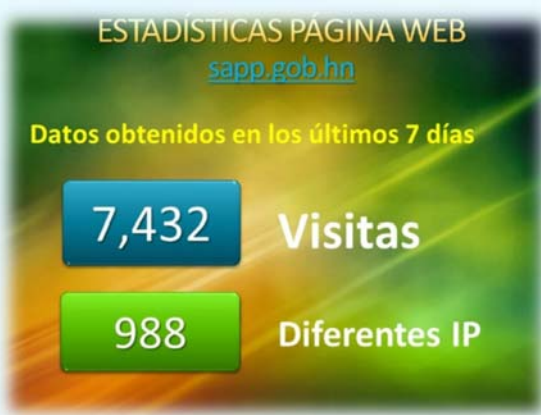 ESTADÍSTICAS PÁGINA WEB
sapp.gob.hn
Datos obtenidos en los últimos 7 días
7,432 Visitas
988 Diferentes IP